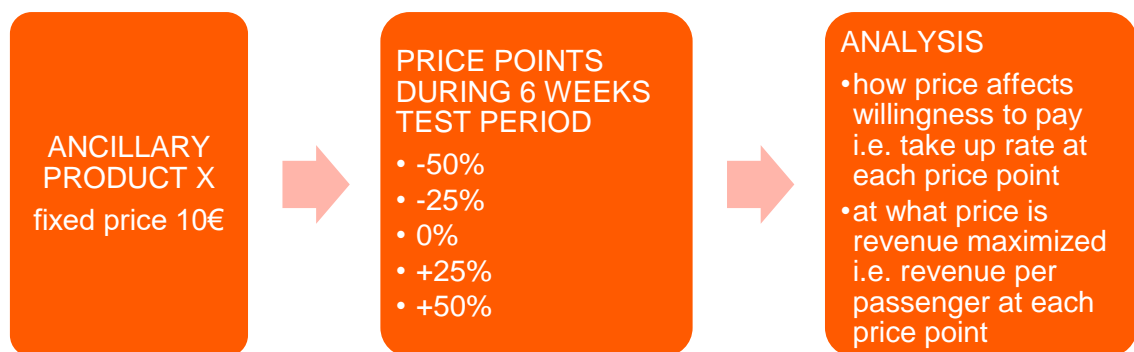 ANCILLARY
PRODUCT X
fixed price 10€
PRICE POINTS
DURING 6 WEEKS
TEST PERIOD
• -50%
• -25%
• 0%
• +25%
• +50%
ANALYSIS
•how price affects
willingness to pay
i.e. take up rate at
each price point
•at what price is
revenue maximized
i.e. revenue per
passenger at each
price point